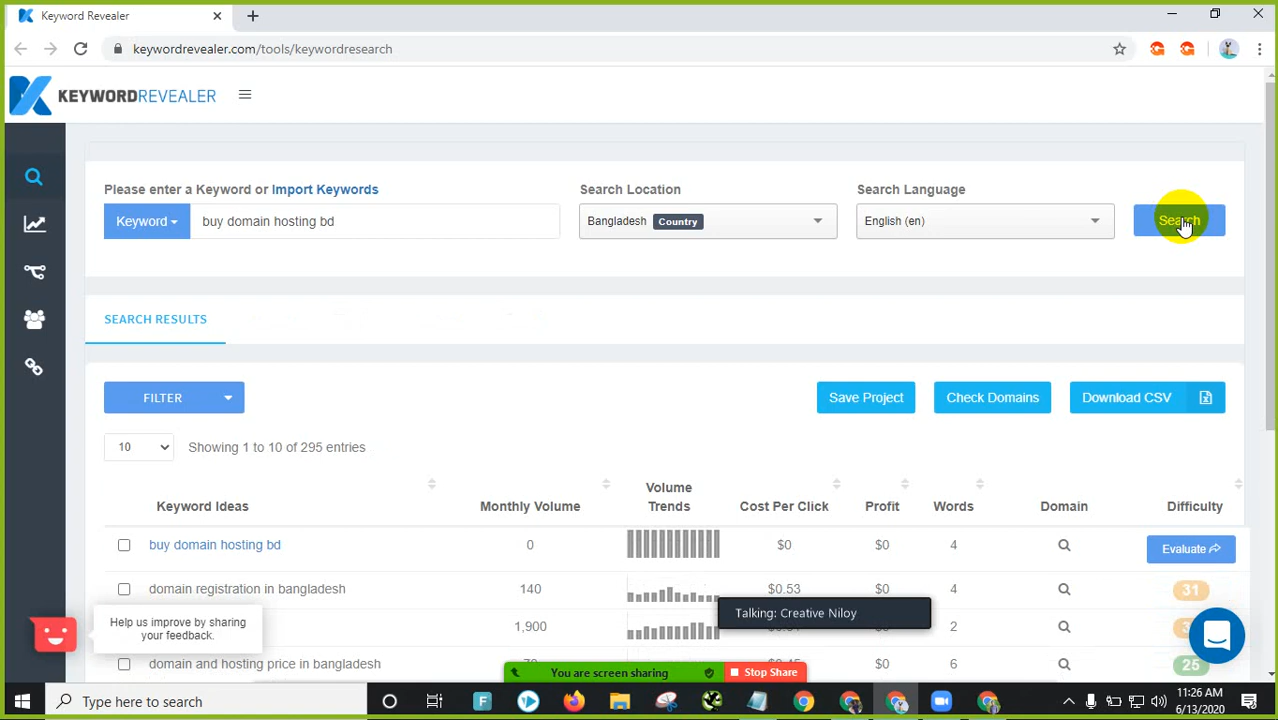 Keyword Revealer
keywordrevealer.com/tools/keywordresearch
KEYWORDREVEALER
Please enter a Keyword or Import Keywords
Search Location
Search Language
Keyword
buy domain hosting bd
Bangladesh Country
English (en)
Search
SEARCH RESULTS
FILTER
Save Project
Check Domains
Download CSV
10
Showing 1 to 10 of 295 entries
Keyword Ideas
Monthly Volume
Volume Trends
Cost Per Click
Profit
Words
Domain
Difficulty
buy domain hosting bd
0
$0
$0
4
Evaluate
domain registration in bangladesh
140
$0.53
$0
4
31
1,900
$0
2
domain and hosting price in bangladesh
$0
6
25
Help us improve by sharing
your feedback.
Talking: Creative Niloy
You are screen sharing
Stop Share
Type here to search
11:26 AM
6/13/2020